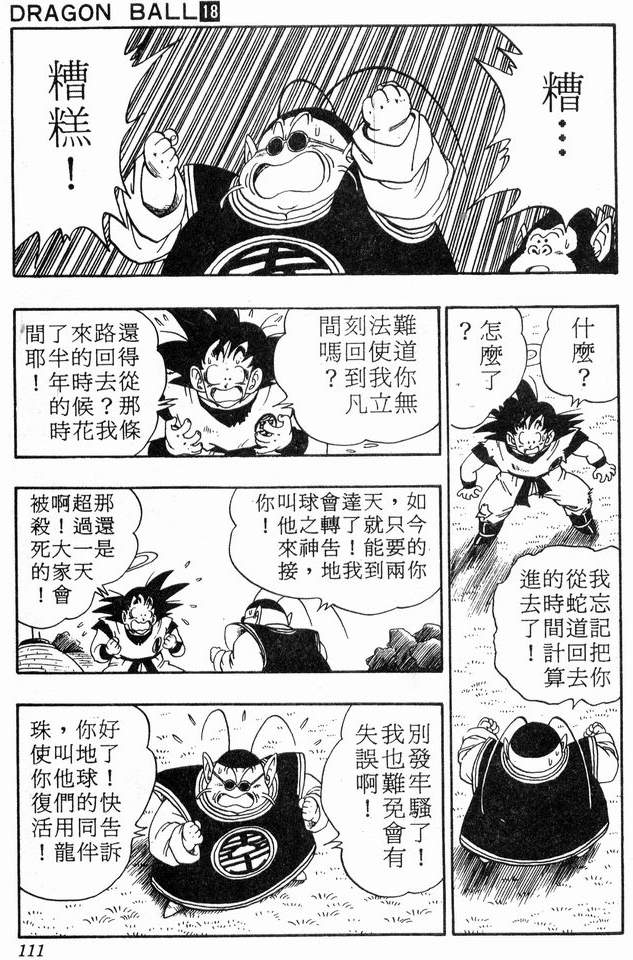 DRAGON BALL 18
糟…
糟糕！
什麼？
怎麼了
？
我忘記把你
從蛇道回去
的時間計算
進去了！
難道你無
法使我立
刻回到凡
間嗎？
還得從那條
路回去？我
來的時候花
了半年的時
間耶！
如今的你
，只要兩
天就能到
達了！我
會轉告地
球之神，
叫他來接
你！
那還是
超過一天
啊！大家會
被殺死的！
別發牢騷了！
我也難免會有
失誤啊！
好了！快告訴
你地球的同伴
，叫他們用龍
珠使你復活！
111